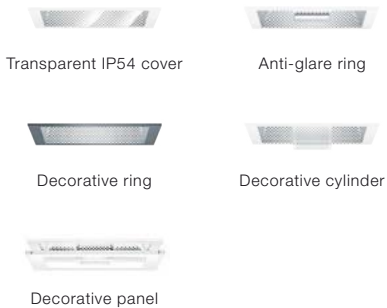 Transparent IP54 cover
Anti-glare ring
Decorative ring
Decorative cylinder
Decorative panel